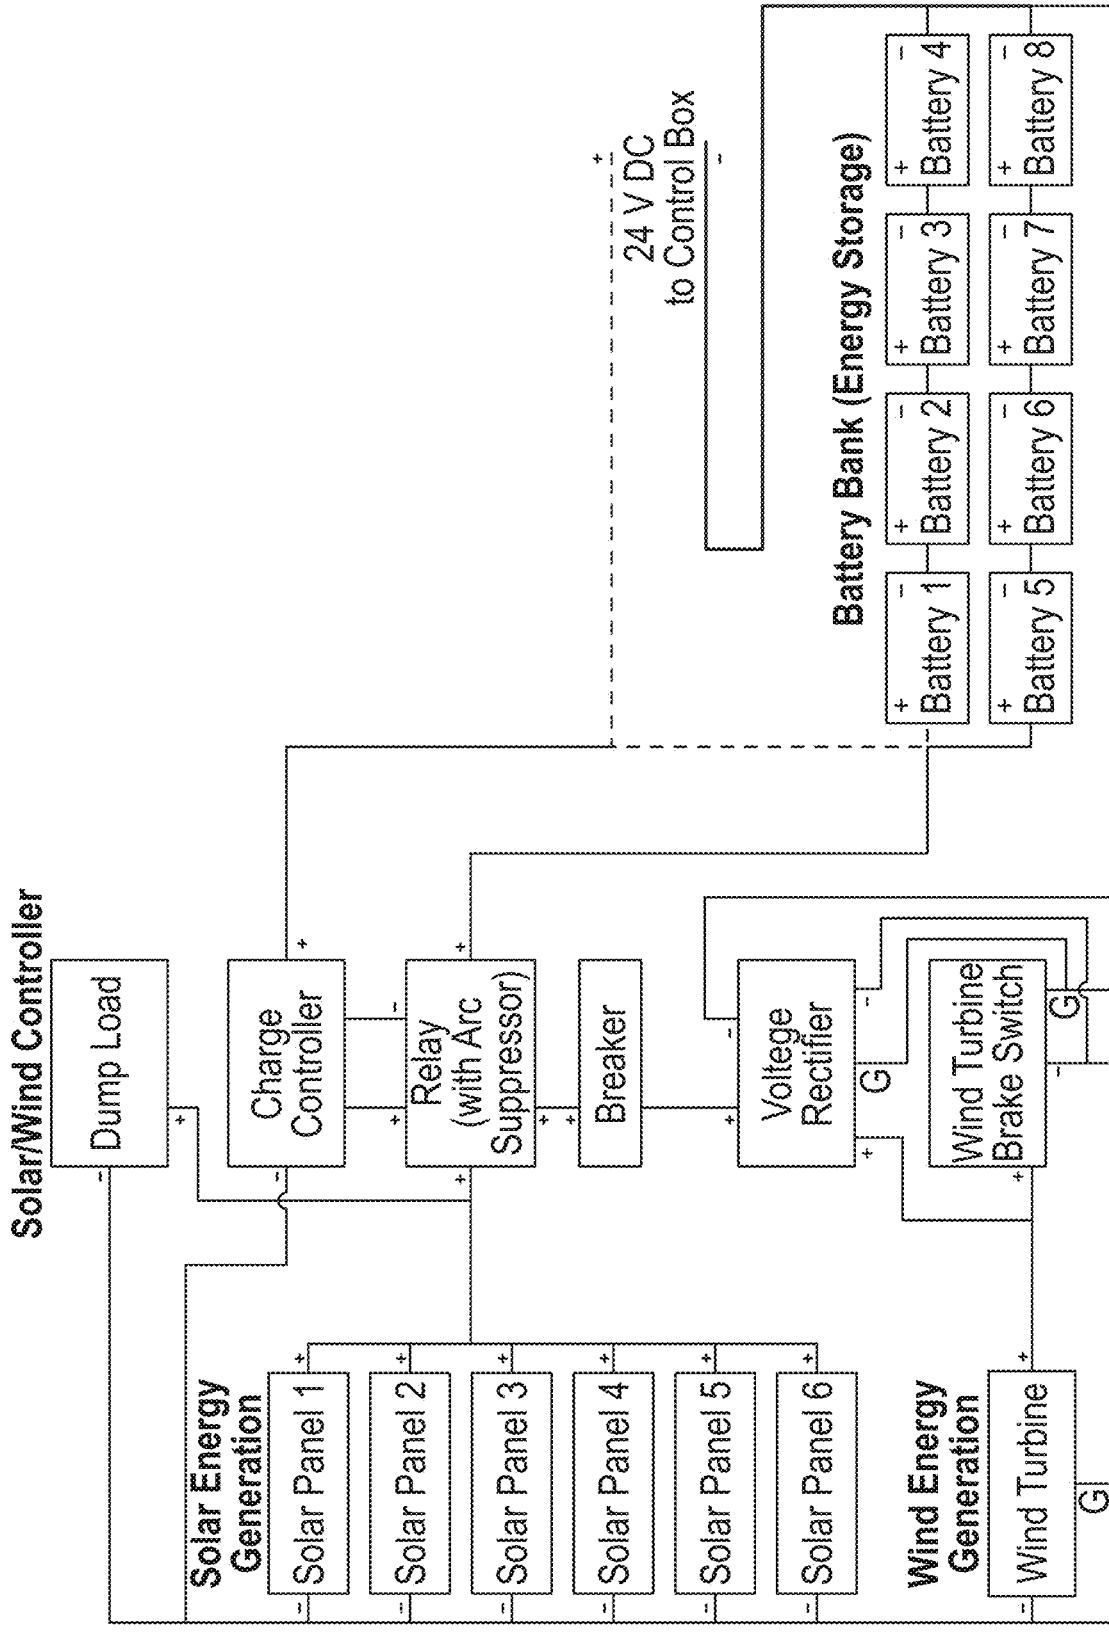 Solar/Wind Controller
Dump Load
-
+
Charge
Controller
-
+
-
Relay
(with Arc
Suppressor)
+
+
-
+
+
Breaker
+
Voltege
Rectifier
+
-
+
G
-
Wind Turbine
Brake Switch
+
-
G
Solar Energy
Generation
- Solar Panel 1 +
- Solar Panel 2 +
- Solar Panel 3 +
- Solar Panel 4 +
- Solar Panel 5 +
- Solar Panel 6 +
Wind Energy
Generation
- Wind Turbine +
G
+
24 V DC
to Control Box
-
Battery Bank (Energy Storage)
+ -
Battery 1
+ -
Battery 2
+ -
Battery 3
+ -
Battery 4
+ -
Battery 5
+ -
Battery 6
+ -
Battery 7
+ -
Battery 8